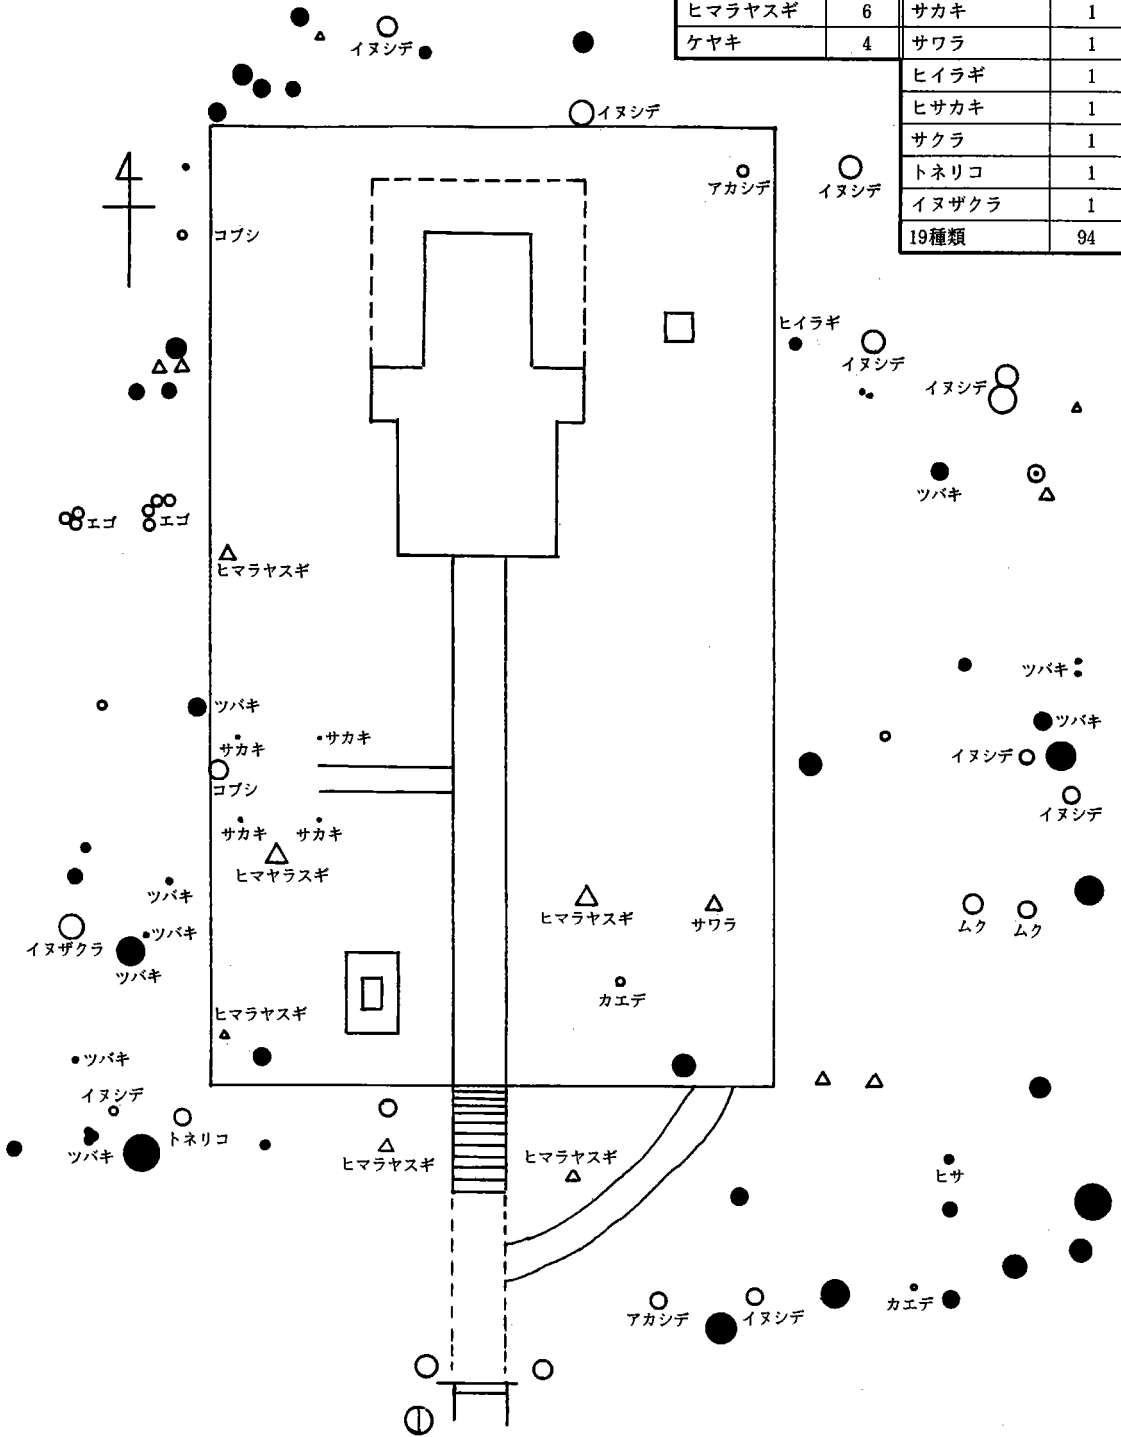 ヒマラヤスギ 6 サカキ 1
ケヤキ 4 サワラ 1
ヒイラギ 1
ヒサカキ 1
サクラ 1
トネリコ 1
イヌザクラ 1
19種類 94
イヌシデ
イヌシデ
アカシデ
イヌシデ
コブシ
ヒイラギ
イヌシデ
イヌシデ
ツバキ
エゴ
エゴ
ヒマラヤスギ
ツバキ
ツバキ
ツバキ
サカキ
サカキ
イヌシデ
コブシ
イヌシデ
サカキ
サカキ
ヒマヤラスギ
ツバキ
ヒマラヤスギ
サワラ
ムク
ムク
ツバキ
イヌザクラ
ツバキ
カエデ
ヒマラヤスギ
ツバキ
イヌシデ
トネリコ
ツバキ
ヒマラヤスギ
ヒマラヤスギ
ヒサ
カエデ
アカシデ
イヌシデ